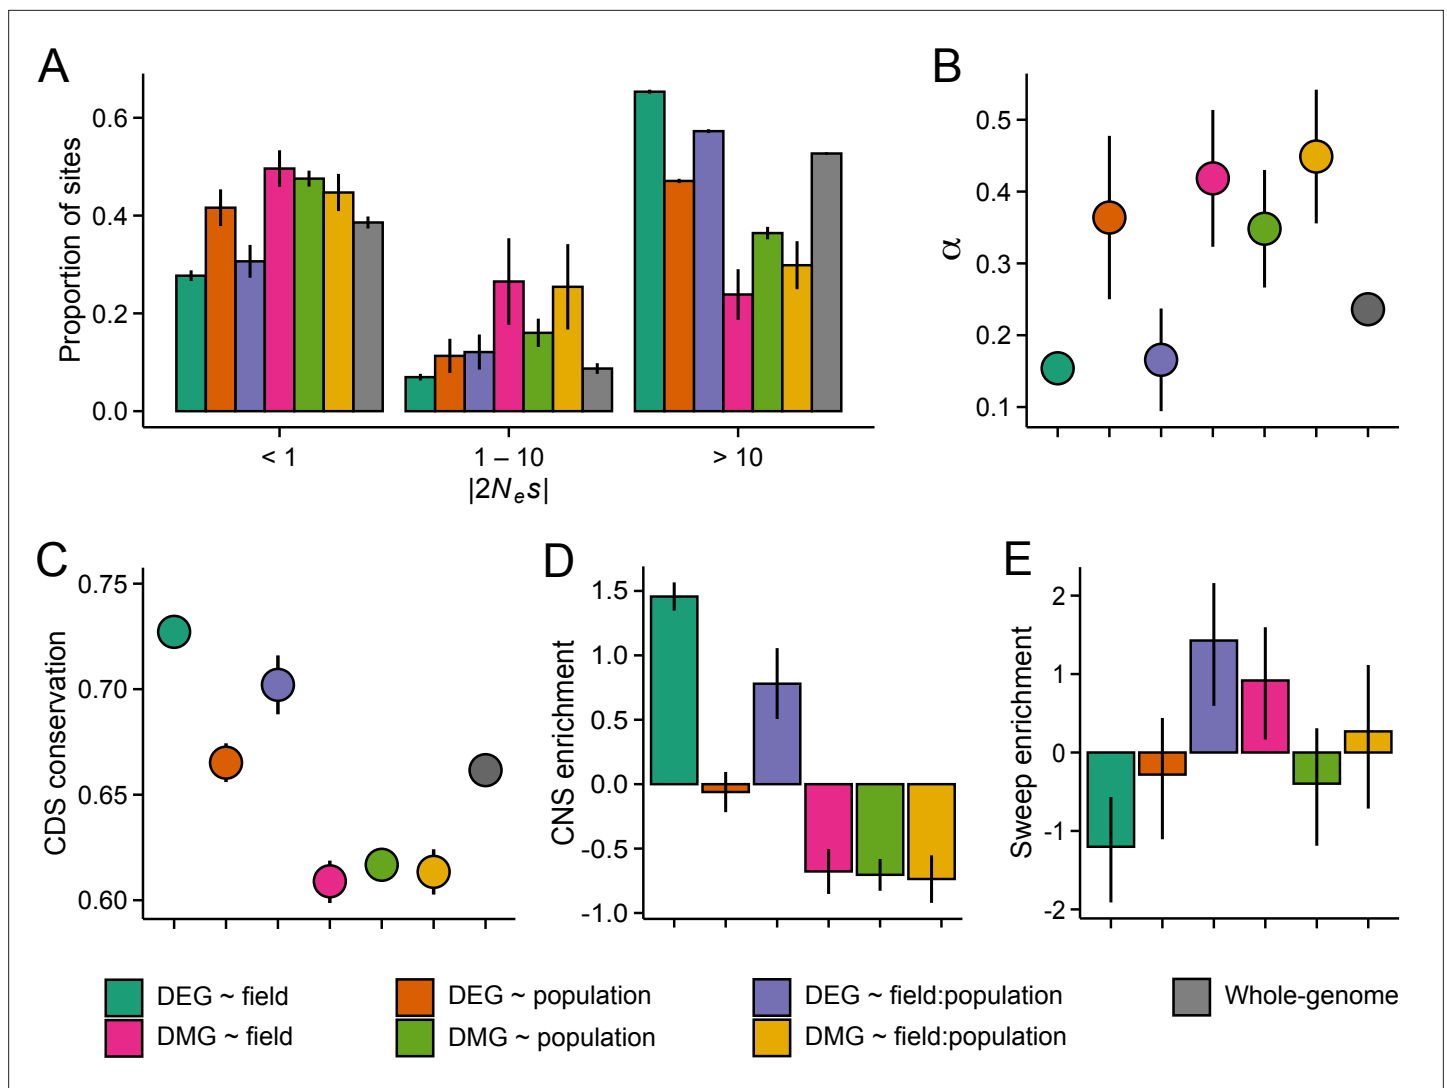 A
Proportion of sites
0.6
0.4
0.2
0.0
< 1
1 – 10
> 10
|2Nₑs|
B
α
0.5
0.4
0.3
0.2
0.1
C
CDS conservation
0.75
0.70
0.65
0.60
D
CNS enrichment
1.5
1.0
0.5
0.0
-0.5
-1.0
E
Sweep enrichment
2
1
0
-1
-2
DEG ~ field
DEG ~ population
DEG ~ field:population
Whole-genome
DMG ~ field
DMG ~ population
DMG ~ field:population